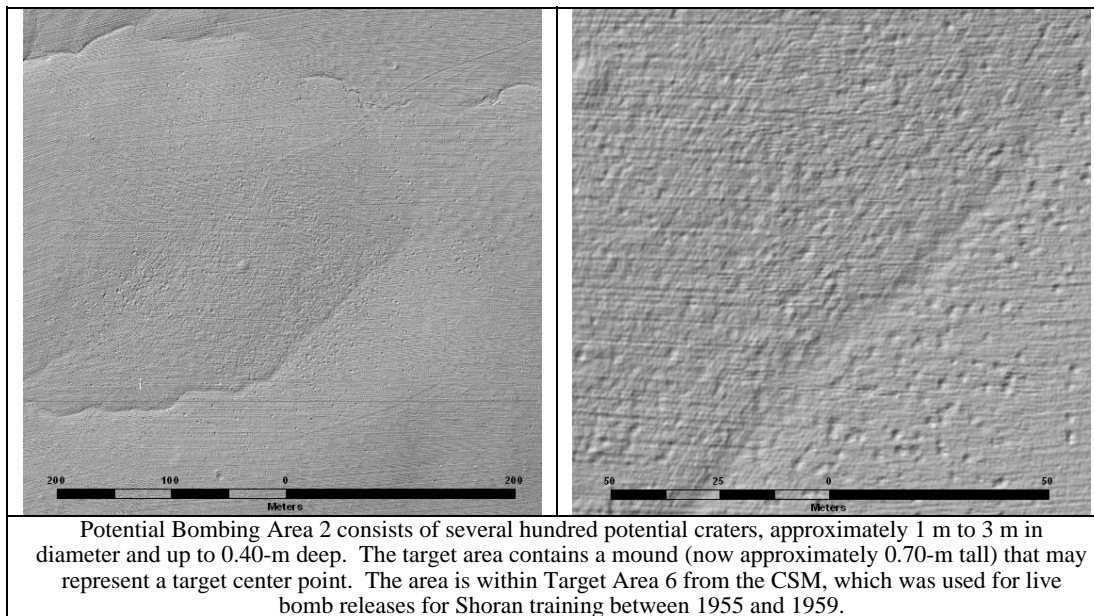 200 100 0 200
Meters
50 25 0 50
Meters
Potential Bombing Area 2 consists of several hundred potential craters, approximately 1 m to 3 m in
diameter and up to 0.40-m deep.  The target area contains a mound (now approximately 0.70-m tall) that may
represent a target center point.  The area is within Target Area 6 from the CSM, which was used for live
bomb releases for Shoran training between 1955 and 1959.